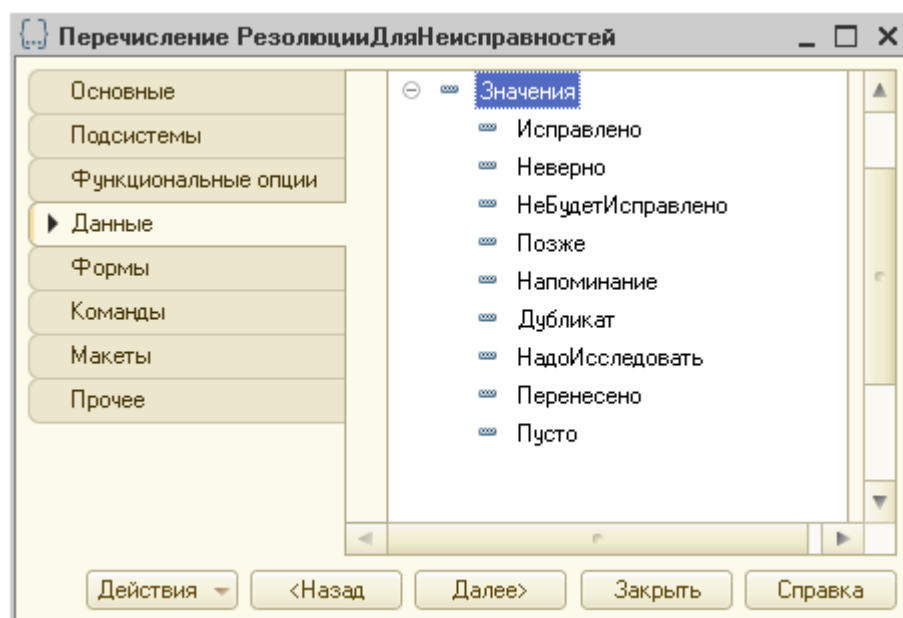 Перечисление РезолюцииДляНеисправностей
Основные
Подсистемы
Функциональные опции
Данные
Формы
Команды
Макеты
Прочее
Значения
Исправлено
Неверно
НеБудетИсправлено
Позже
Напоминание
Дубликат
НадоИсследовать
Перенесено
Пусто
Действия
<Назад
Далее>
Закрыть
Справка